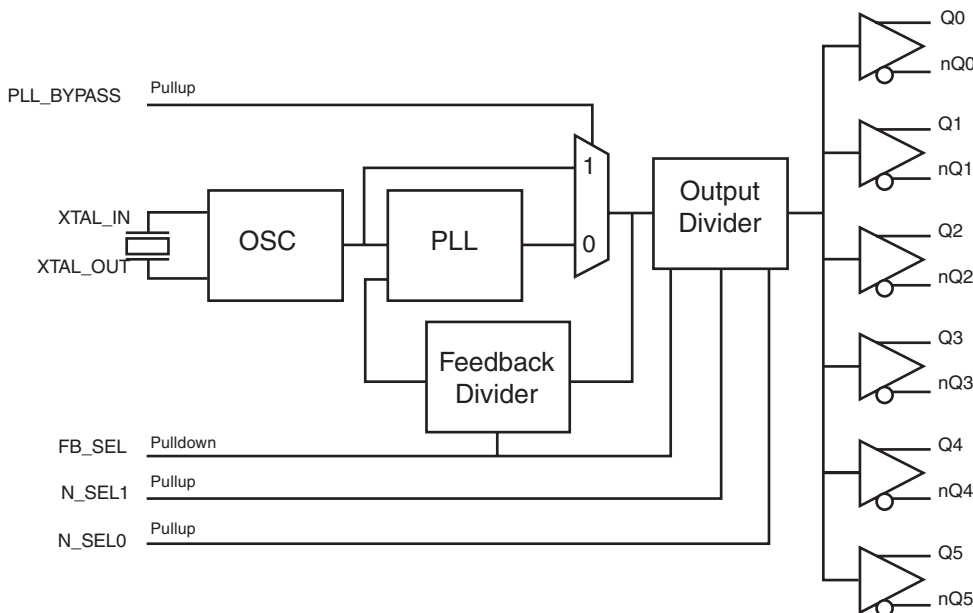 PLL_BYPASS
Pullup
XTAL_IN
XTAL_OUT
OSC
PLL
1
0
Output
Divider
Feedback
Divider
FB_SEL
Pulldown
N_SEL1
Pullup
N_SEL0
Pullup
Q0
nQ0
Q1
nQ1
Q2
nQ2
Q3
nQ3
Q4
nQ4
Q5
nQ5